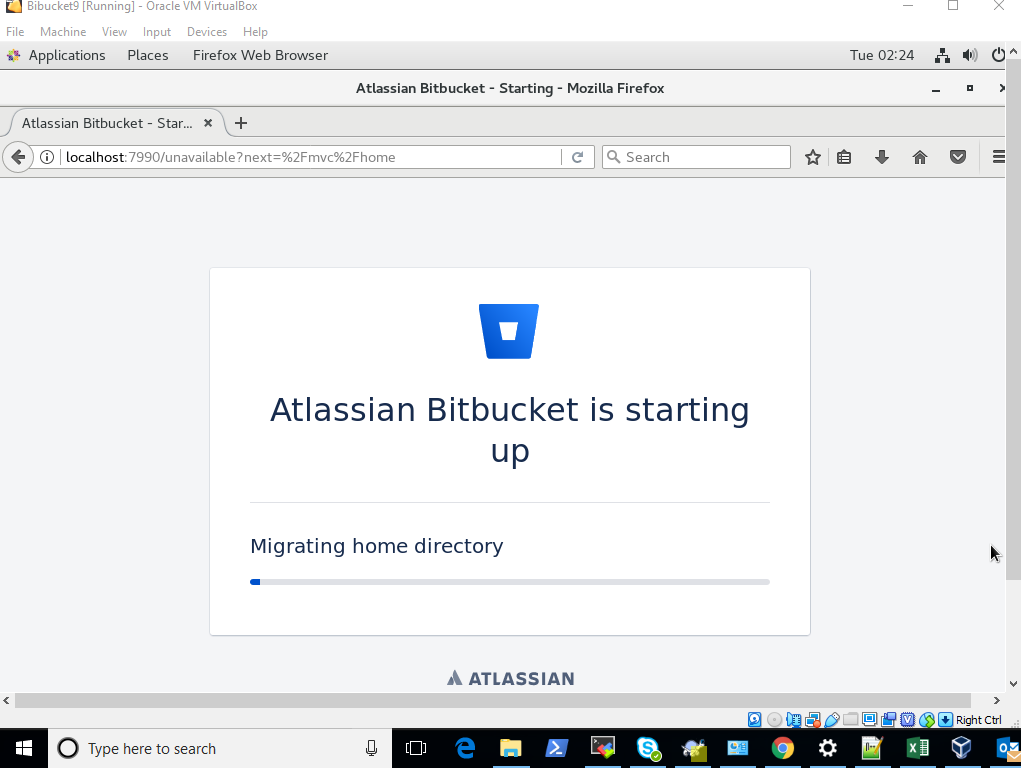 Bibucket9 [Running] - Oracle VM VirtualBox
File Machine View Input Devices Help
Applications Places Firefox Web Browser Tue 02:24
Atlassian Bitbucket - Starting - Mozilla Firefox
Atlassian Bitbucket - Star...
localhost:7990/unavailable?next=%2Fmvc%2Fhome Search
Atlassian Bitbucket is starting
up
Migrating home directory
ATLASSIAN
Right Ctrl
Type here to search